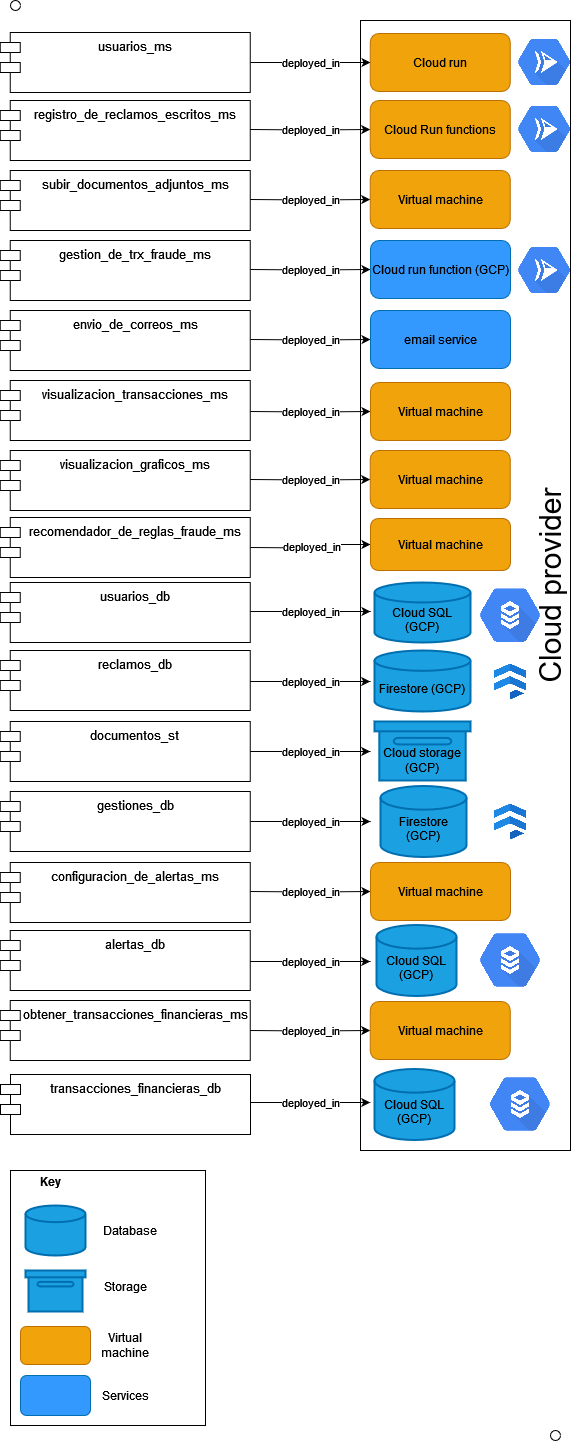 usuarios_ms
deployed_in
Cloud run
registro_de_reclamos_escritos_ms
deployed_in
Cloud Run functions
subir_documentos_adjuntos_ms
deployed_in
Virtual machine
gestion_de_trx_fraude_ms
deployed_in
Cloud run function (GCP)
envio_de_correos_ms
deployed_in
email service
visualizacion_transacciones_ms
deployed_in
Virtual machine
visualizacion_graficos_ms
deployed_in
Virtual machine
recomendador_de_reglas_fraude_ms
deployed_in
Virtual machine
usuarios_db
deployed_in
Cloud SQL
(GCP)
reclamos_db
deployed_in
Firestore (GCP)
documentos_st
deployed_in
Cloud storage
(GCP)
gestiones_db
deployed_in
Firestore
(GCP)
configuracion_de_alertas_ms
deployed_in
Virtual machine
alertas_db
deployed_in
Cloud SQL
(GCP)
obtener_transacciones_financieras_ms
deployed_in
Virtual machine
transacciones_financieras_db
deployed_in
Cloud SQL
(GCP)
Cloud provider
Key
Database
Storage
Virtual
machine
Services